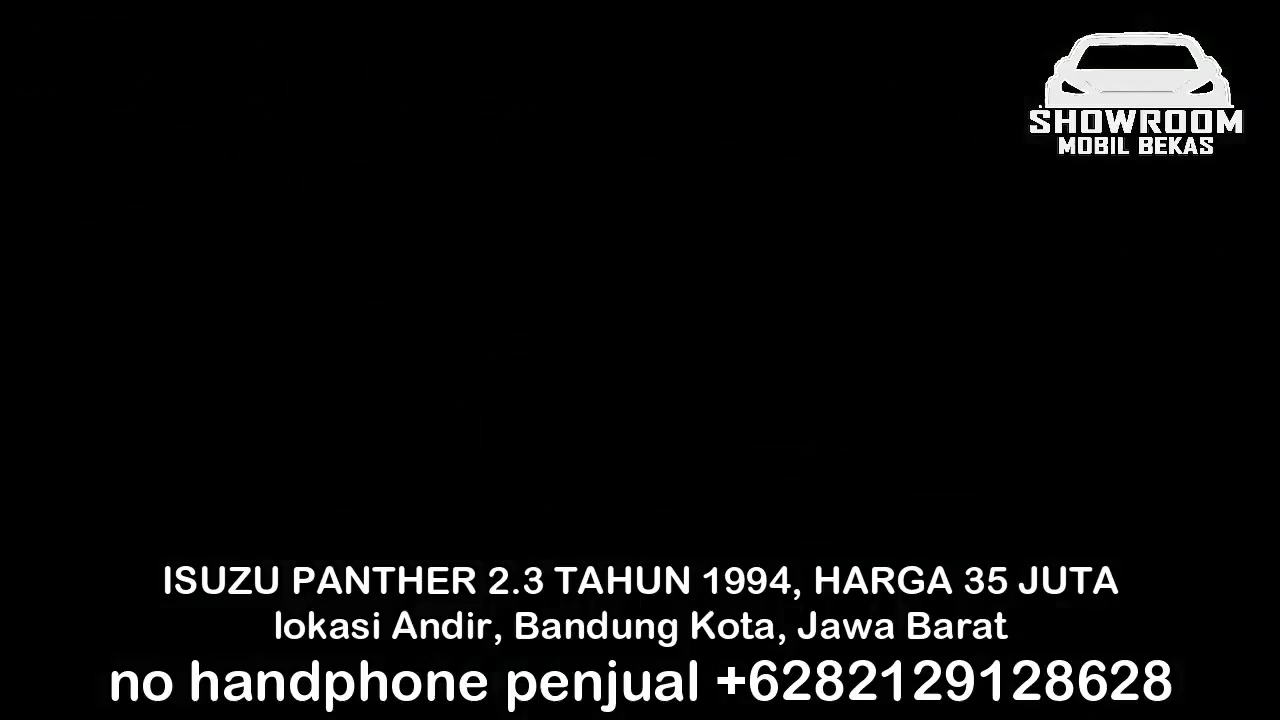 SHOWROOM
MOBIL BEKAS
ISUZU PANTHER 2.3 TAHUN 1994, HARGA 35 JUTA
lokasi Andir, Bandung Kota, Jawa Barat
no handphone penjual +6282129128628